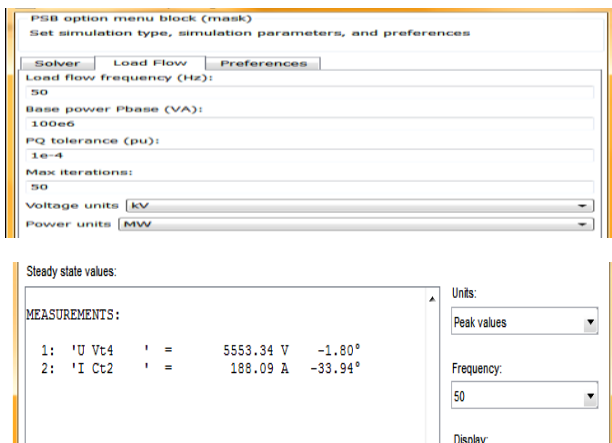 PSB option menu block (mask)
Set simulation type, simulation parameters, and preferences
Solver Load Flow Preferences
Load flow frequency (Hz):
50
Base power Pbase (VA):
100e6
PQ tolerance (pu):
1e-4
Max iterations:
50
Voltage units kV
Power units MW
Steady state values:
Units:
MEASUREMENTS:
Peak values
1: 'U Vt4 ' = 5553.34 V -1.80°
2: 'I Ct2 ' = 188.09 A -33.94°
Frequency:
50
Display: